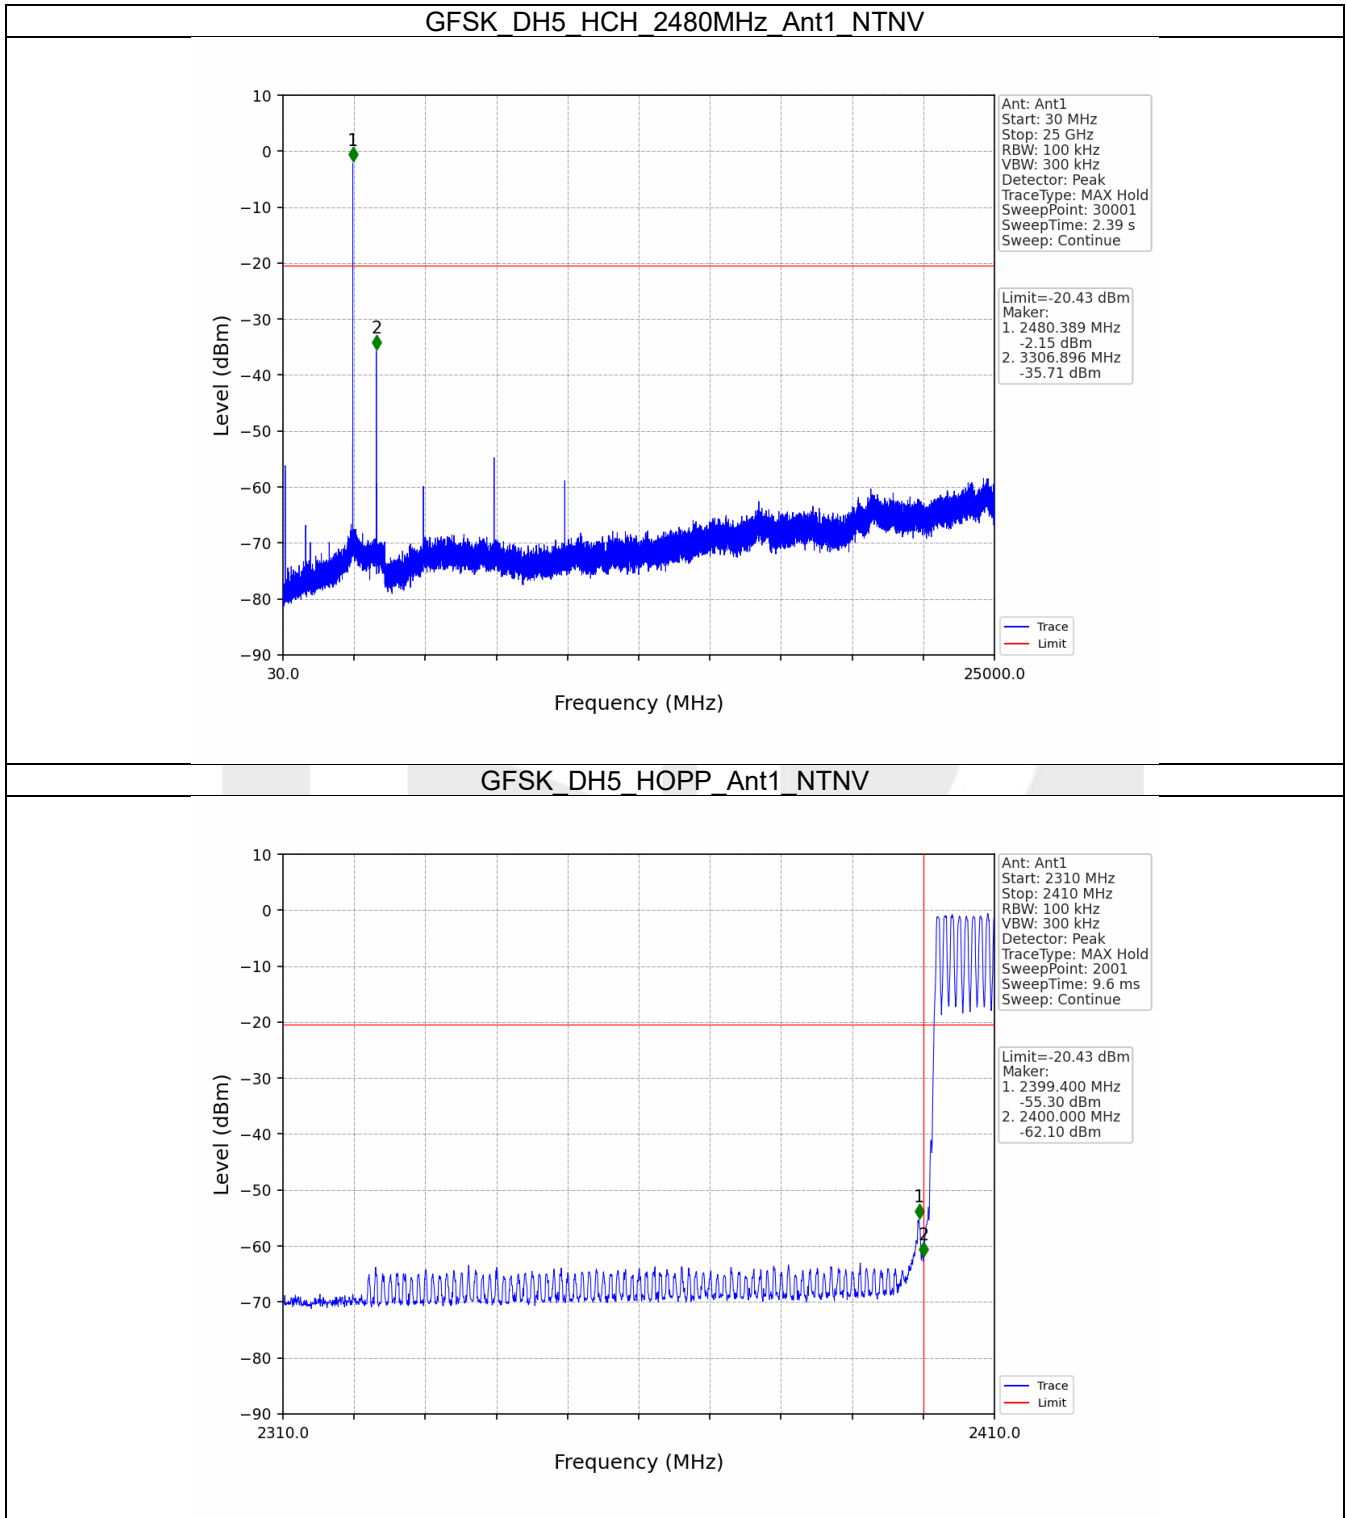 GFSK_DH5_HCH_2480MHz_Ant1_NTNV
10
0
−10
−20
−30
−40
−50
−60
−70
−80
−90
Level (dBm)
1
2
30.0
25000.0
Frequency (MHz)
Ant: Ant1
Start: 30 MHz
Stop: 25 GHz
RBW: 100 kHz
VBW: 300 kHz
Detector: Peak
TraceType: MAX Hold
SweepPoint: 30001
SweepTime: 2.39 s
Sweep: Continue
Limit=-20.43 dBm
Maker:
1. 2480.389 MHz
-2.15 dBm
2. 3306.896 MHz
-35.71 dBm
Trace
Limit
GFSK_DH5_HOPP_Ant1_NTNV
10
0
−10
−20
−30
−40
−50
−60
−70
−80
−90
Level (dBm)
1
2
2310.0
2410.0
Frequency (MHz)
Ant: Ant1
Start: 2310 MHz
Stop: 2410 MHz
RBW: 100 kHz
VBW: 300 kHz
Detector: Peak
TraceType: MAX Hold
SweepPoint: 2001
SweepTime: 9.6 ms
Sweep: Continue
Limit=-20.43 dBm
Maker:
1. 2399.400 MHz
-55.30 dBm
2. 2400.000 MHz
-62.10 dBm
Trace
Limit